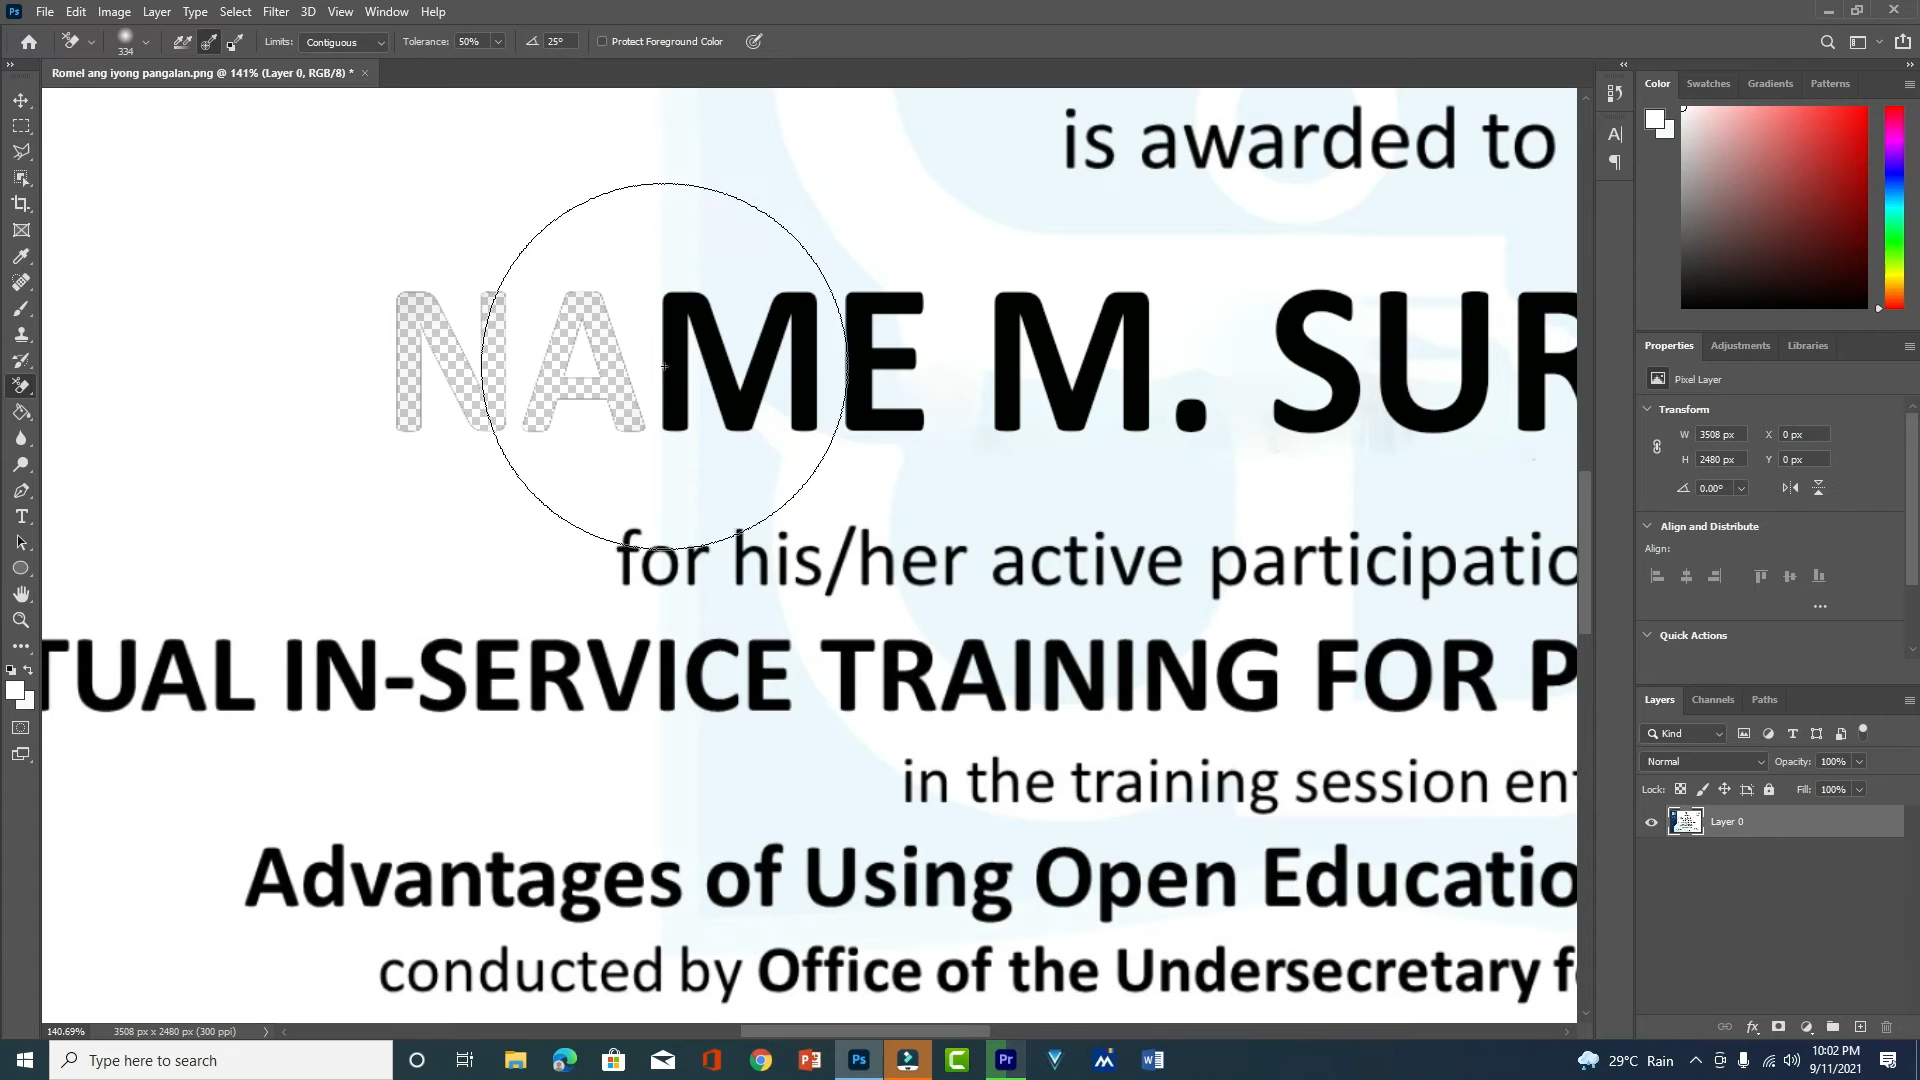 Ps File Edit Image Layer Type Select Filter 3D View Window Help
334 Limits: Contiguous Tolerance: 50% 25° Protect Foreground Color
Romel ang iyong pangalan.png @ 141% (Layer 0, RGB/8) * ×
Color Swatches Gradients Patterns
is awarded to
NAME M. SUR
for his/her active participatio
TUAL IN-SERVICE TRAINING FOR P
in the training session ent
Advantages of Using Open Educatio
conducted by Office of the Undersecretary f
Properties Adjustments Libraries
Pixel Layer
Transform
W 3508 px X 0 px
H 2480 px Y 0 px
0.00°
Align and Distribute
Align:
Quick Actions
Layers Channels Paths
Kind
Normal Opacity: 100%
Lock: Fill: 100%
Layer 0
140.69% 3508 px x 2480 px (300 ppi)
Type here to search
Ps Pr
29°C Rain
10:02 PM
9/11/2021